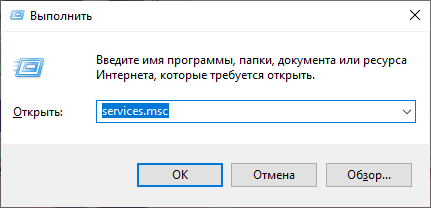 Выполнить
Введите имя программы, папки, документа или ресурса
Интернета, которые требуется открыть.
Открыть: services.msc
ОК Отмена Обзор...